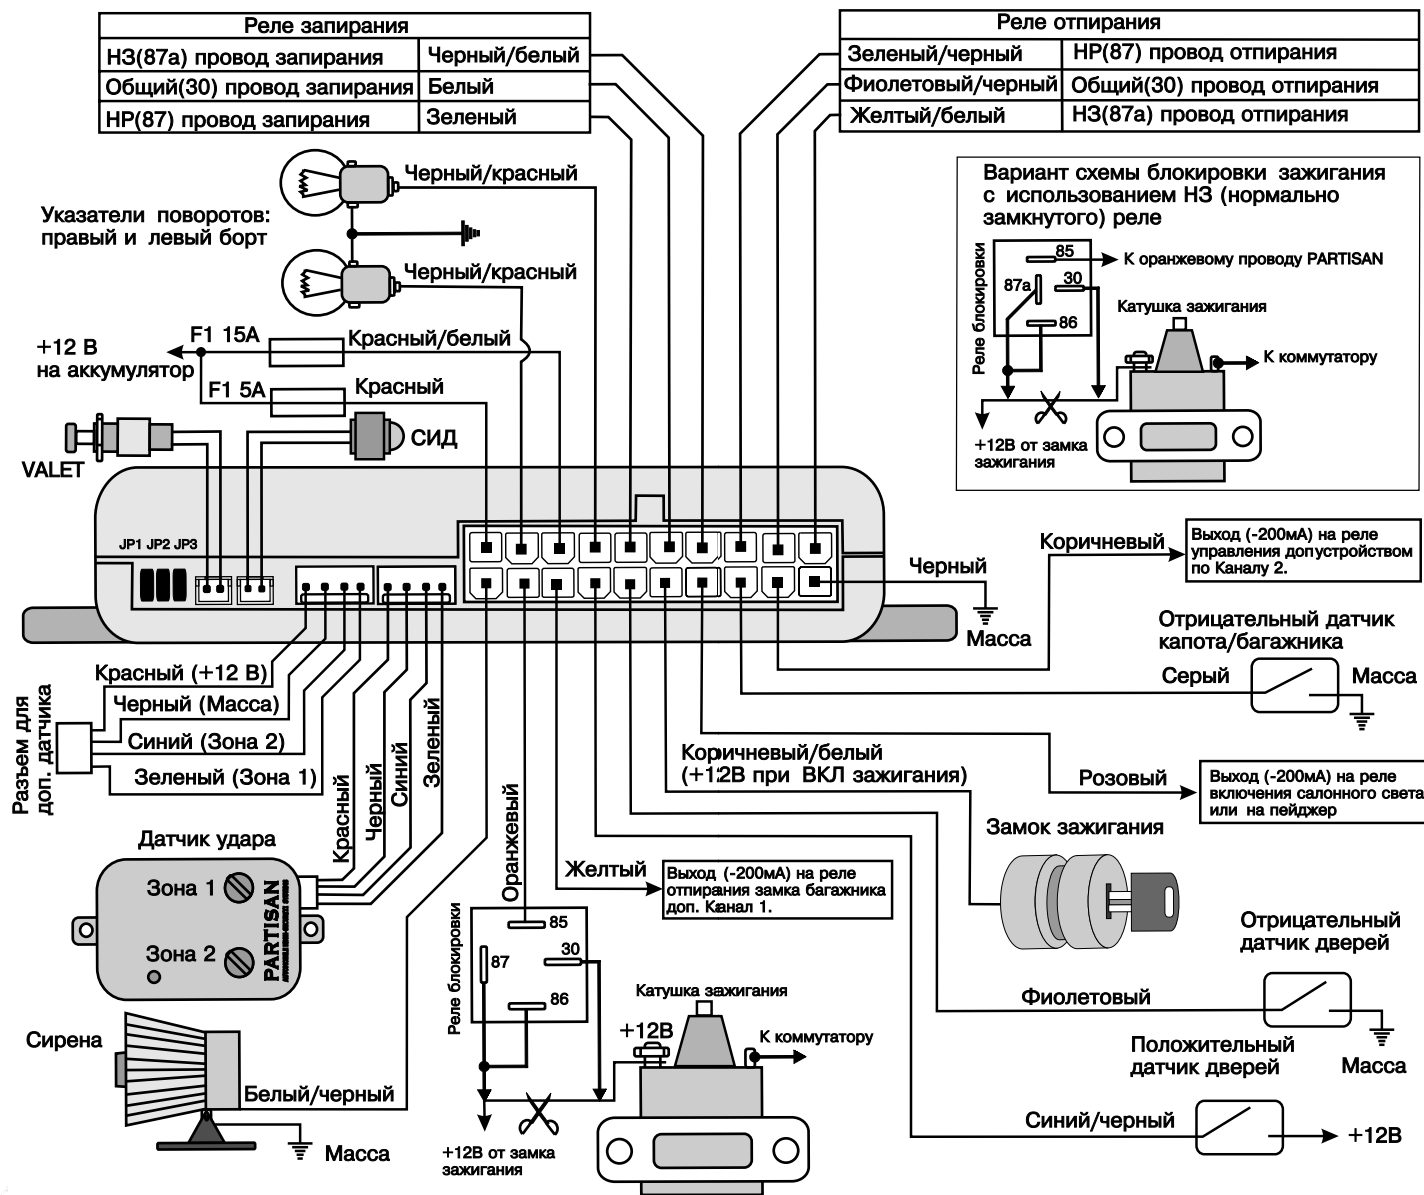 Реле запирания
НЗ(87а) провод запирания
Черный/белый
Общий(30) провод запирания
Белый
НР(87) провод запирания
Зеленый
Реле отпирания
Зеленый/черный
НР(87) провод отпирания
Фиолетовый/черный
Общий(30) провод отпирания
Желтый/белый
НЗ(87а) провод отпирания
Черный/красный
Указатели поворотов:
правый и левый борт
Черный/красный
F1 15А
Красный/белый
+12 В
на аккумулятор
F1 5А
Красный
VALET
СИД
Вариант схемы блокировки зажигания
с использованием НЗ (нормально
замкнутого) реле
Реле блокировки
85
К оранжевому проводу PARTISAN
87а
30
86
Катушка зажигания
К коммутатору
+12В от замка
зажигания
JP1 JP2 JP3
Черный
Масса
Коричневый
Выход (-200мА) на реле
управления допустройством
по Каналу 2.
Отрицательный датчик
капота/багажника
Серый
Масса
Разъем для
доп. датчика
Красный (+12 В)
Черный (Масса)
Синий (Зона 2)
Зеленый (Зона 1)
Красный
Черный
Синий
Зеленый
Оранжевый
Коричневый/белый
(+12В при ВКЛ зажигания)
Розовый
Выход (-200мА) на реле
включения салонного света
или на пейджер
Замок зажигания
Датчик удара
Зона 1
Зона 2
PARTISAN
Желтый
Выход (-200мА) на реле
отпирания замка багажника
доп. Канал 1.
Реле блокировки
85
87
30
86
Катушка зажигания
+12В
К коммутатору
+12В от замка
зажигания
Отрицательный
датчик дверей
Фиолетовый
Масса
Положительный
датчик дверей
Синий/черный
+12В
Сирена
Белый/черный
Масса